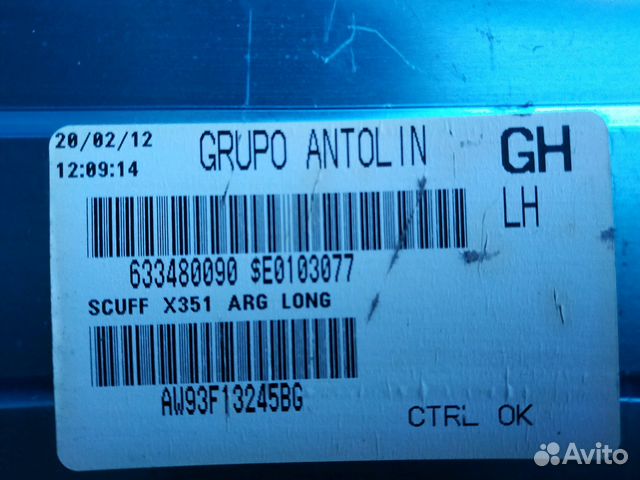 20/02/12
12:09:14
GRUPO ANTOLIN
GH
LH
633480090 $E0103077
SCUFF X351 ARG LONG
AW93F13245BG
CTRL OK
Avito